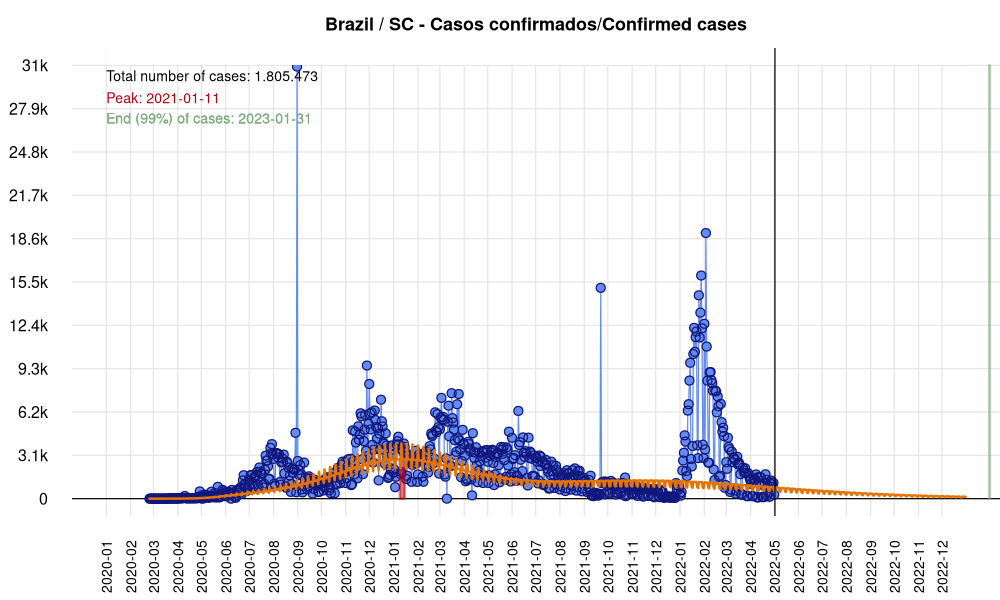 Brazil / SC - Casos confirmados/Confirmed cases
Total number of cases: 1.805.473
Peak: 2021-01-11
End (99%) of cases: 2023-01-31
31k
27.9k
24.8k
21.7k
18.6k
15.5k
12.4k
9.3k
6.2k
3.1k
0
2020-01
2020-02
2020-03
2020-04
2020-05
2020-06
2020-07
2020-08
2020-09
2020-10
2020-11
2020-12
2021-01
2021-02
2021-03
2021-04
2021-05
2021-06
2021-07
2021-08
2021-09
2021-10
2021-11
2021-12
2022-01
2022-02
2022-03
2022-04
2022-05
2022-06
2022-07
2022-08
2022-09
2022-10
2022-11
2022-12